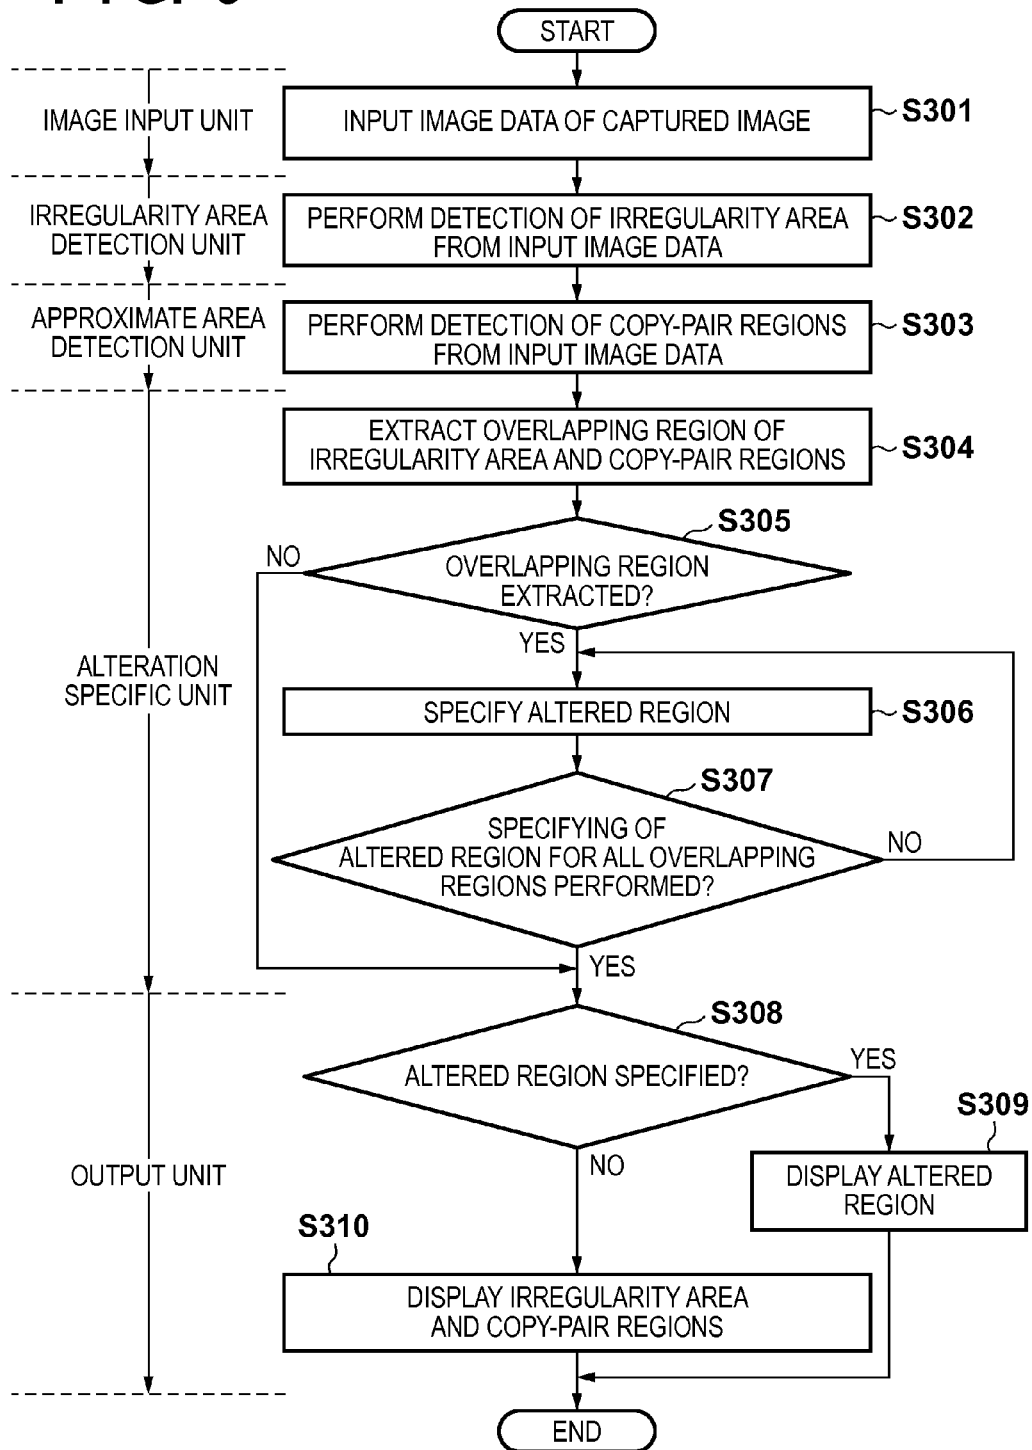 START
IMAGE INPUT UNIT
INPUT IMAGE DATA OF CAPTURED IMAGE
S301
IRREGULARITY AREA
DETECTION UNIT
PERFORM DETECTION OF IRREGULARITY AREA
FROM INPUT IMAGE DATA
S302
APPROXIMATE AREA
DETECTION UNIT
PERFORM DETECTION OF COPY-PAIR REGIONS
FROM INPUT IMAGE DATA
S303
EXTRACT OVERLAPPING REGION OF
IRREGULARITY AREA AND COPY-PAIR REGIONS
S304
S305
NO
OVERLAPPING REGION
EXTRACTED?
YES
ALTERATION
SPECIFIC UNIT
SPECIFY ALTERED REGION
S306
S307
SPECIFYING OF
ALTERED REGION FOR ALL OVERLAPPING
REGIONS PERFORMED?
NO
YES
S308
ALTERED REGION SPECIFIED?
YES
S309
NO
OUTPUT UNIT
DISPLAY ALTERED
REGION
S310
DISPLAY IRREGULARITY AREA
AND COPY-PAIR REGIONS
END